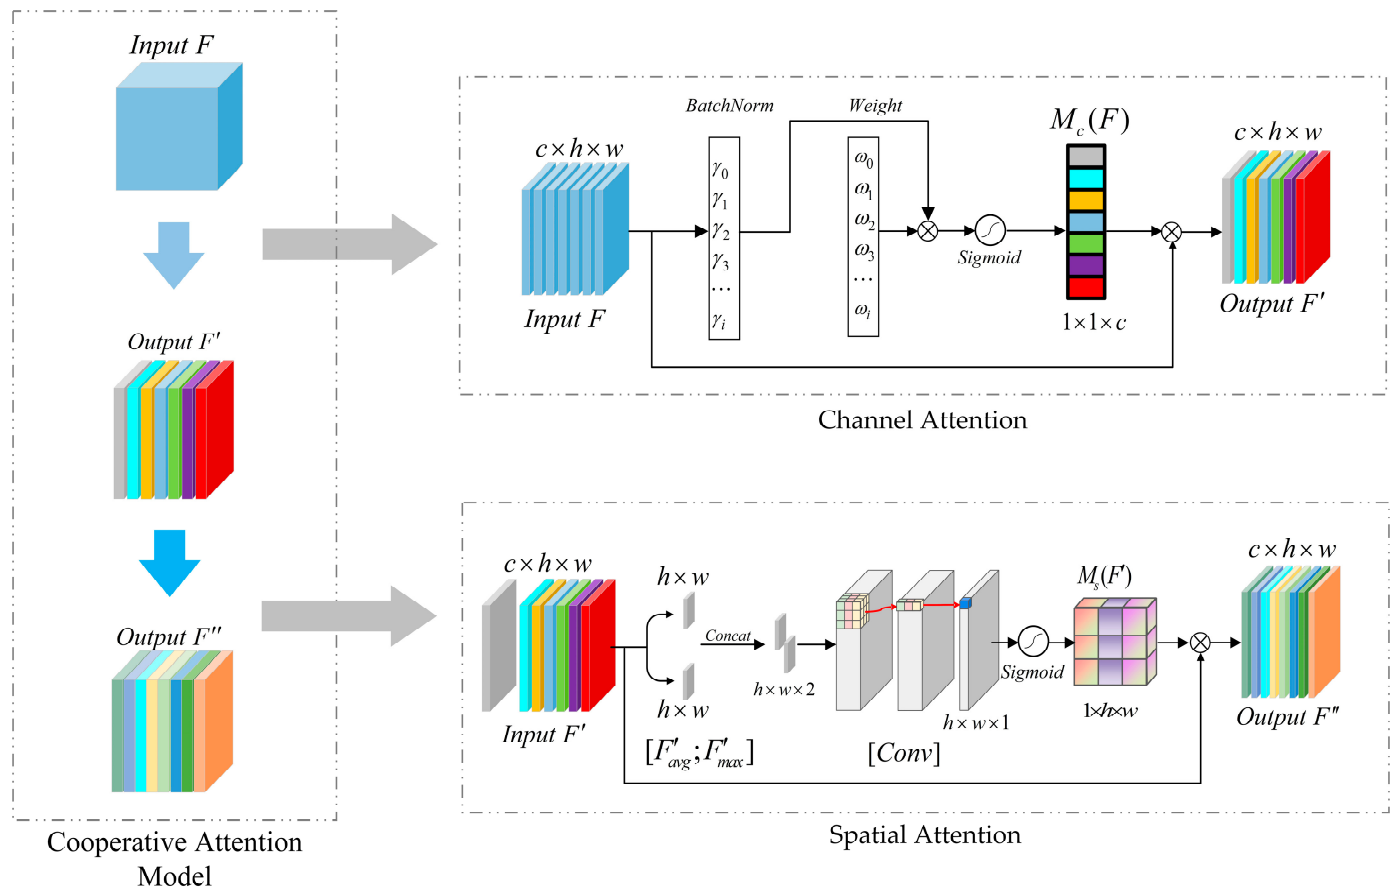 Input F
Output F′
Output F′′
Cooperative Attention
Model
BatchNorm
Weight
c × h × w
Input F
γ0
γ1
γ2
γ3
...
γi
ω0
ω1
ω2
ω3
...
ωi
Sigmoid
Mc(F)
1×1×c
c × h × w
Output F′
Channel Attention
c × h × w
Input F′
h × w
h × w
[F′avg;F′max]
Concat
h × w × 2
[Conv]
h × w × 1
Sigmoid
Ms(F′)
1×h×w
c × h × w
Output F″
Spatial Attention